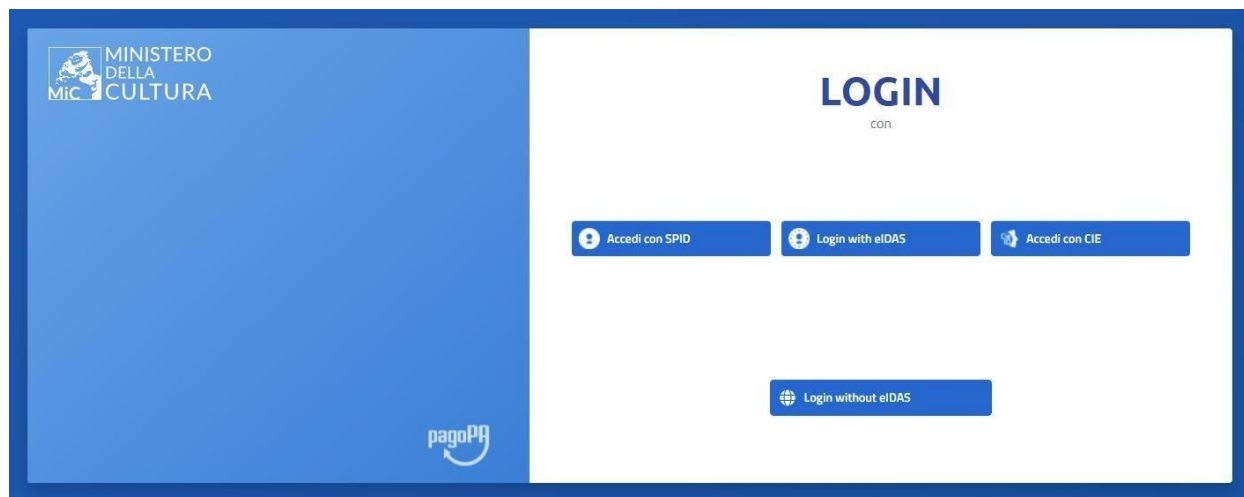 MINISTERO
DELLA
MiC CULTURA
LOGIN
con
Accedi con SPID
Login with eIDAS
Accedi con CIE
Login without eIDAS
pagoPA